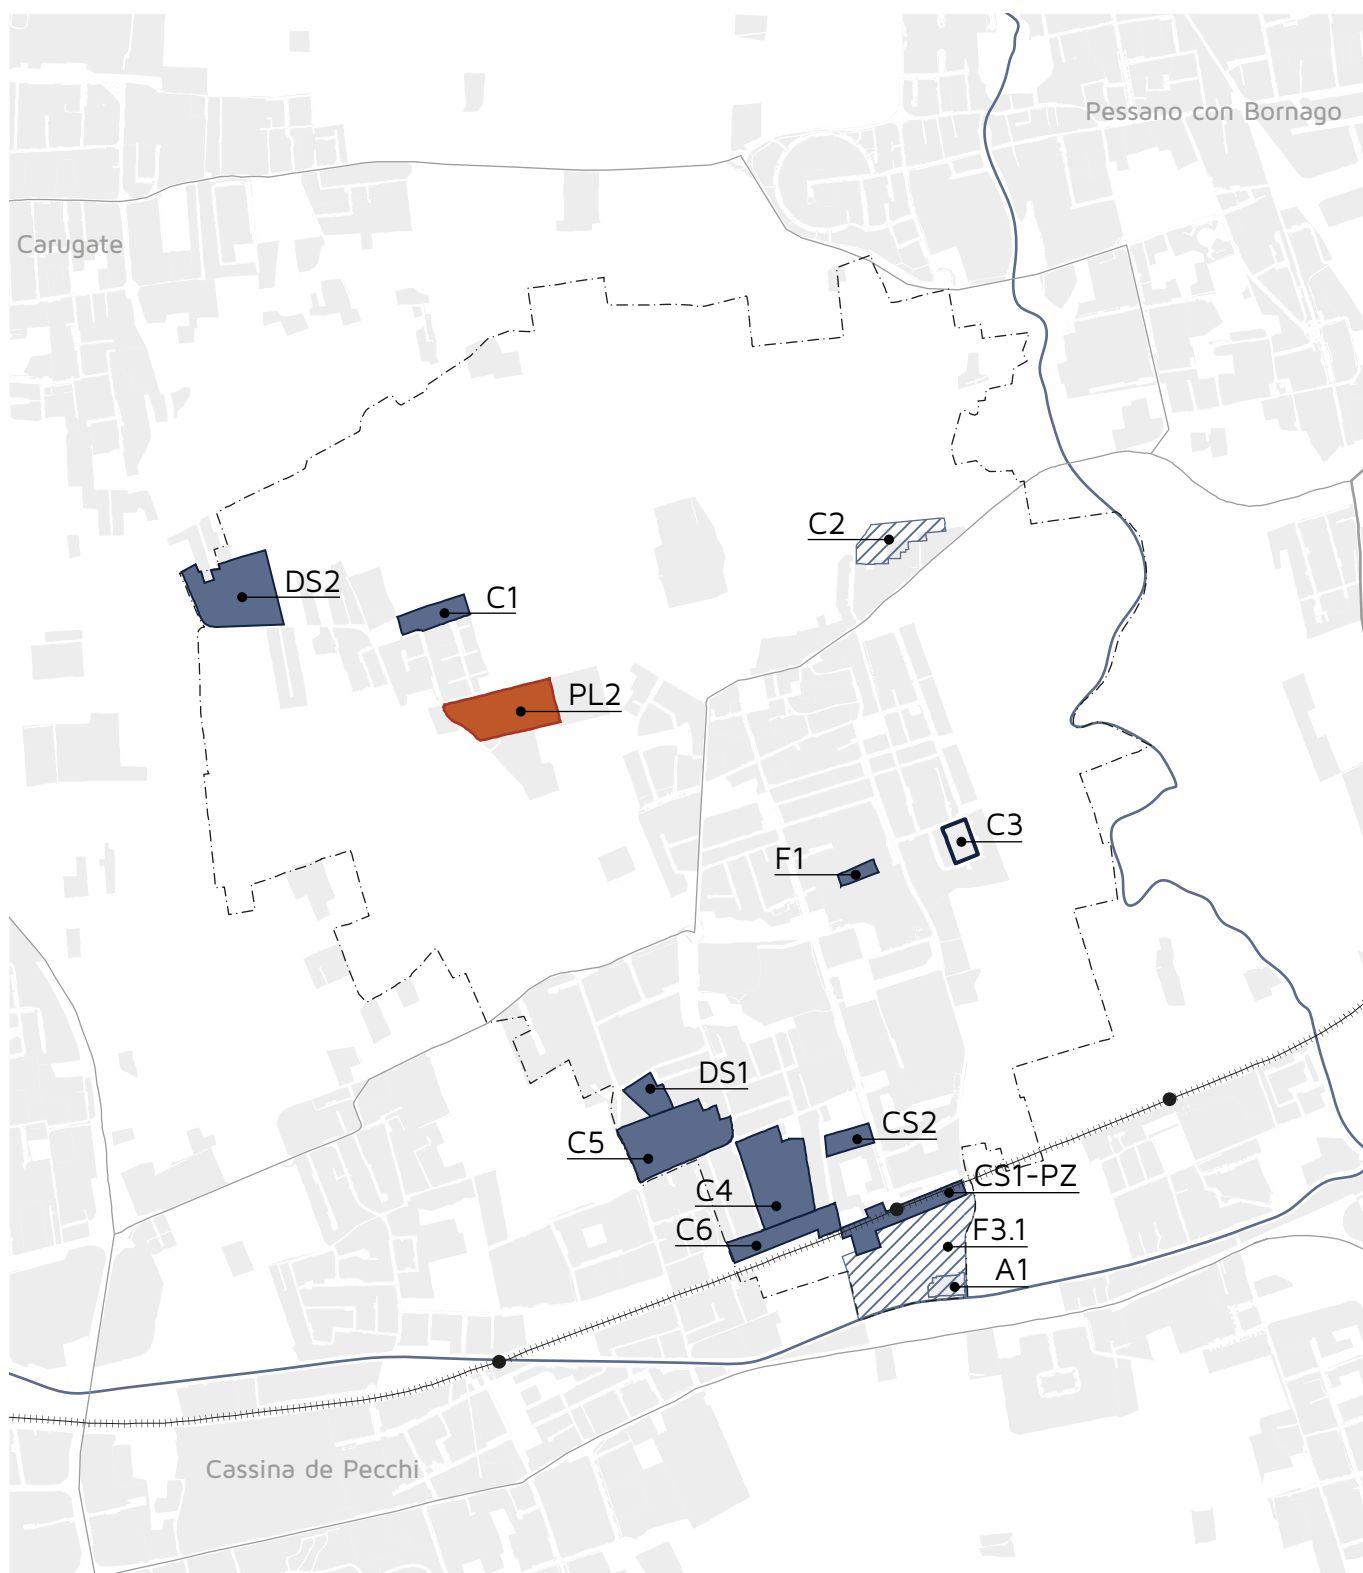 Pessano con Bornago
Carugate
C2
DS2
C1
PL2
C3
F1
DS1
CS2
C5
CS1-PZ
C4
C6
F3.1
A1
Cassina de Pecchi